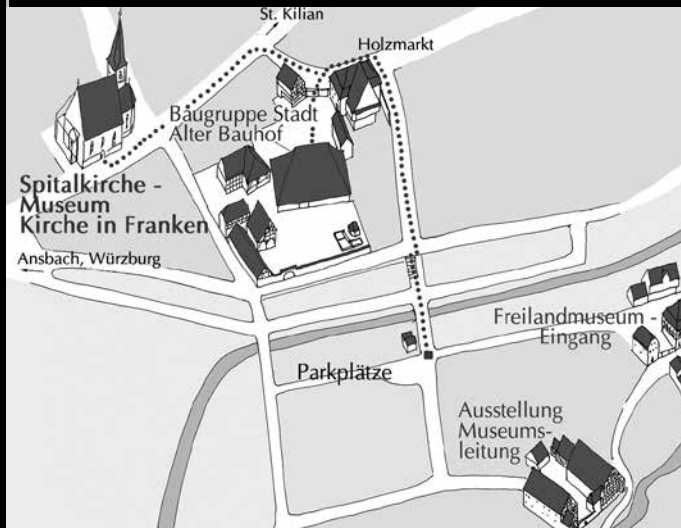 St. Kilian
Holzmarkt
Baugruppe Stadt
Alter Bauhof
Spitalkirche -
Museum
Kirche in Franken
Ansbach, Würzburg
Freilandmuseum -
Eingang
Parkplätze
Ausstellung
Museums-
leitung